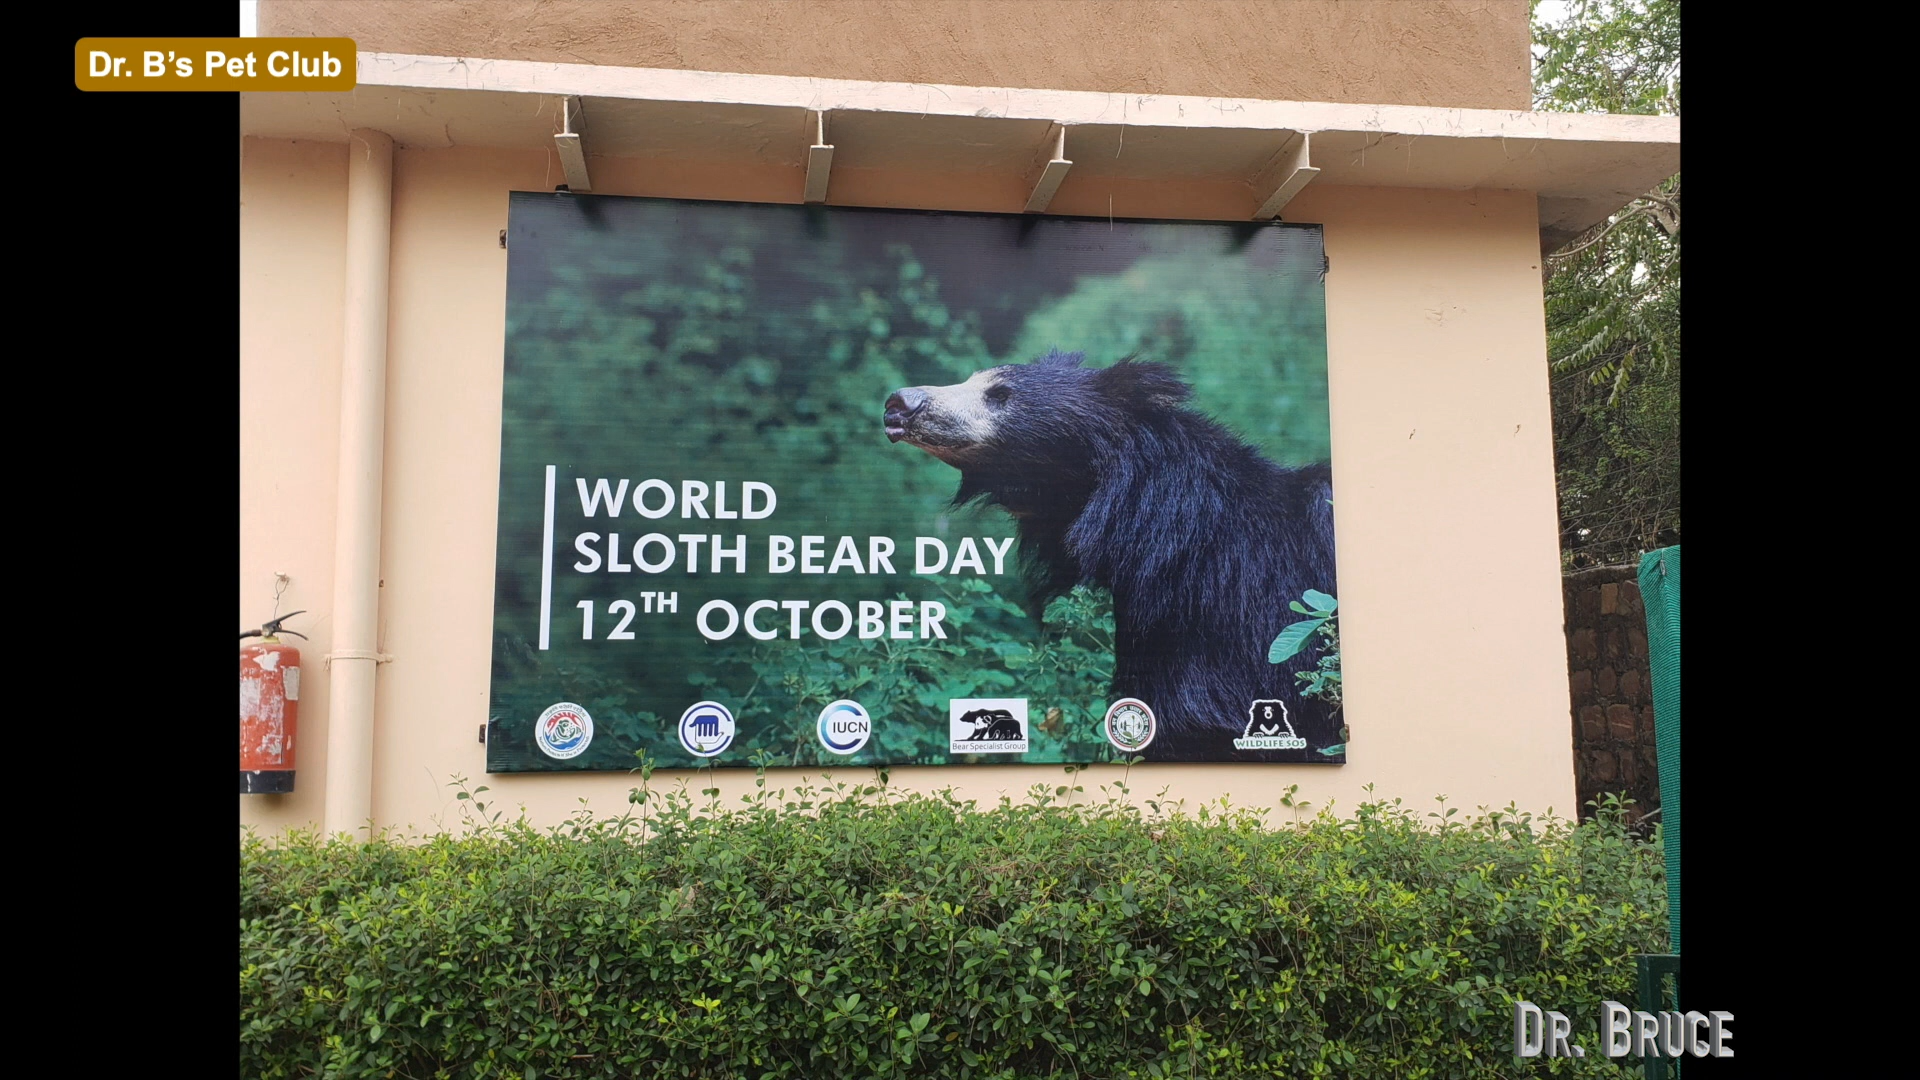 Dr. B’s Pet Club
WORLD
SLOTH BEAR DAY
12TH OCTOBER
IUCN
Bear Specialist Group
WILDLIFE SOS
DR. BRUCE